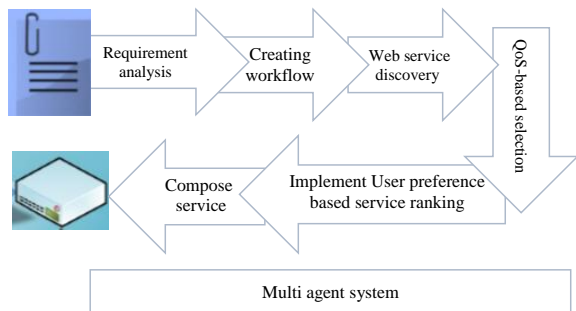 Requirement
analysis
Creating
workflow
Web service
discovery
QoS-based selection
Implement User preference
based service ranking
Compose
service
Multi agent system